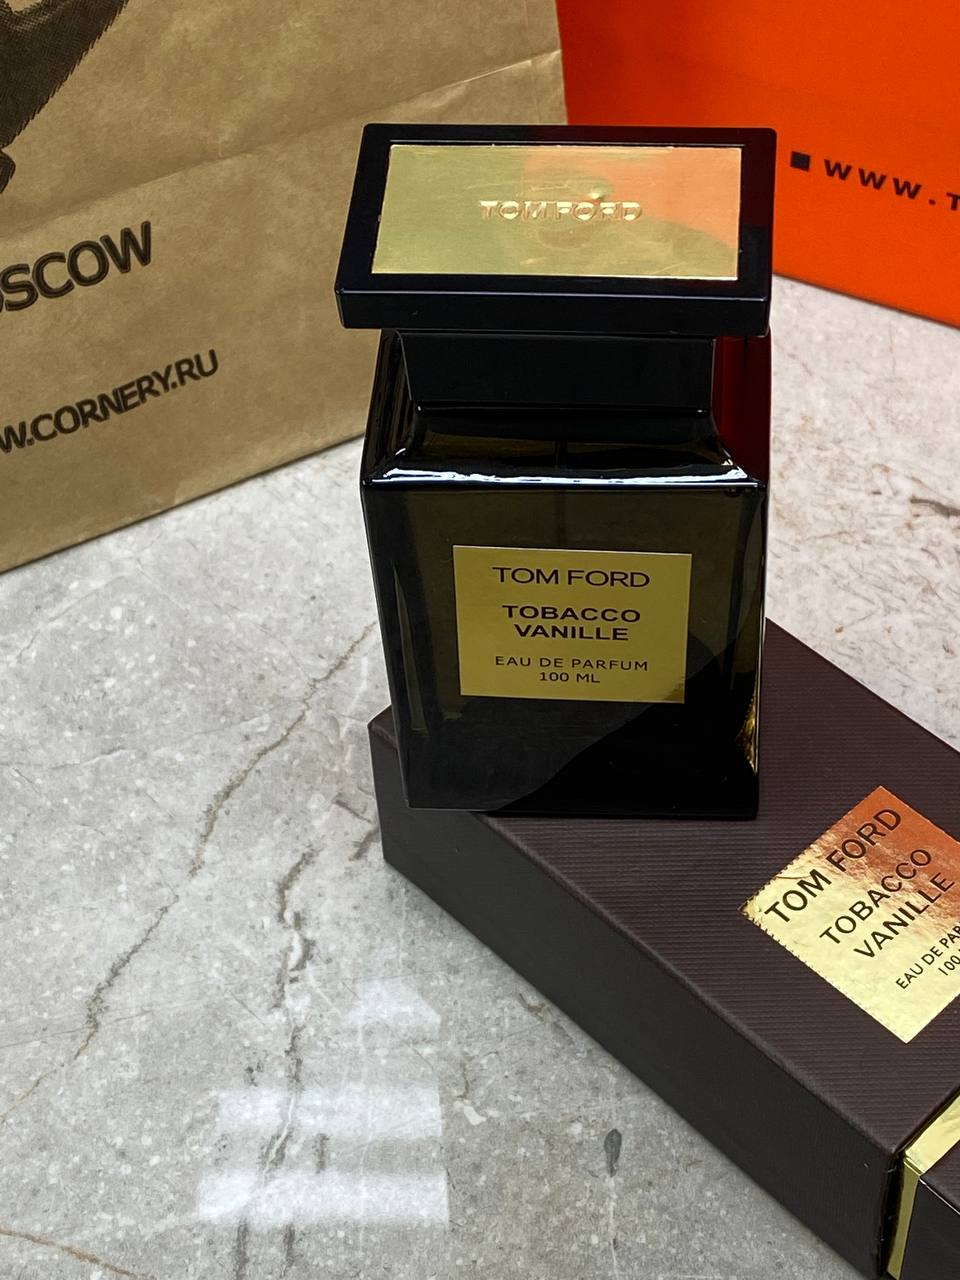 OSCOW
W.CORNERY.RU
WWW.T
TOM FORD
TOM FORD
TOBACCO
VANILLE
EAU DE PARFUM
100 ML
TOM FORD
TOBACCO
VANILLE
EAU DE PAR
100